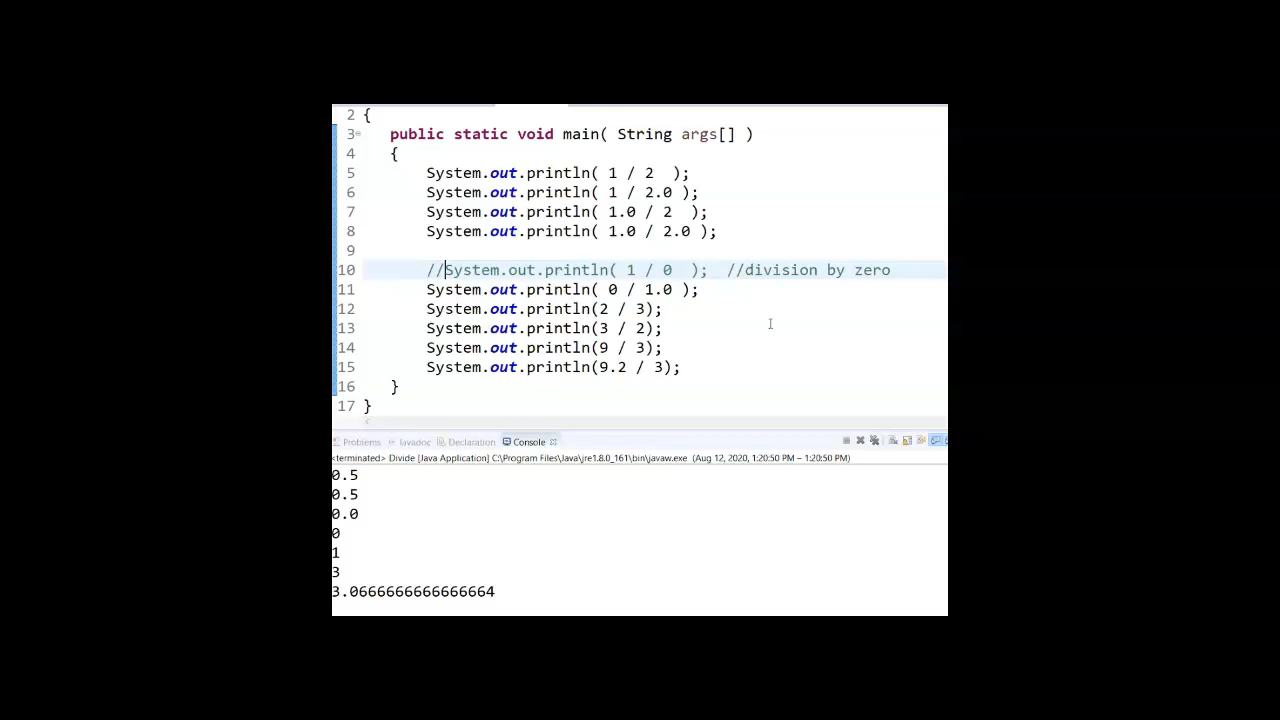 2 {
3 public static void main( String args[] )
4 {
5 System.out.println( 1 / 2  );
6 System.out.println( 1 / 2.0 );
7 System.out.println( 1.0 / 2  );
8 System.out.println( 1.0 / 2.0 );
9
10 //System.out.println( 1 / 0  );  //division by zero
11 System.out.println( 0 / 1.0 );
12 System.out.println(2 / 3);
13 System.out.println(3 / 2);
14 System.out.println(9 / 3);
15 System.out.println(9.2 / 3);
16 }
17 }
Problems Javadoc Declaration Console
<terminated> Divide [Java Application] C:\Program Files\Java\jre1.8.0_161\bin\javaw.exe (Aug 12, 2020, 1:20:50 PM – 1:20:50 PM)
0.5
0.5
0.0
0
1
3
3.0666666666666664